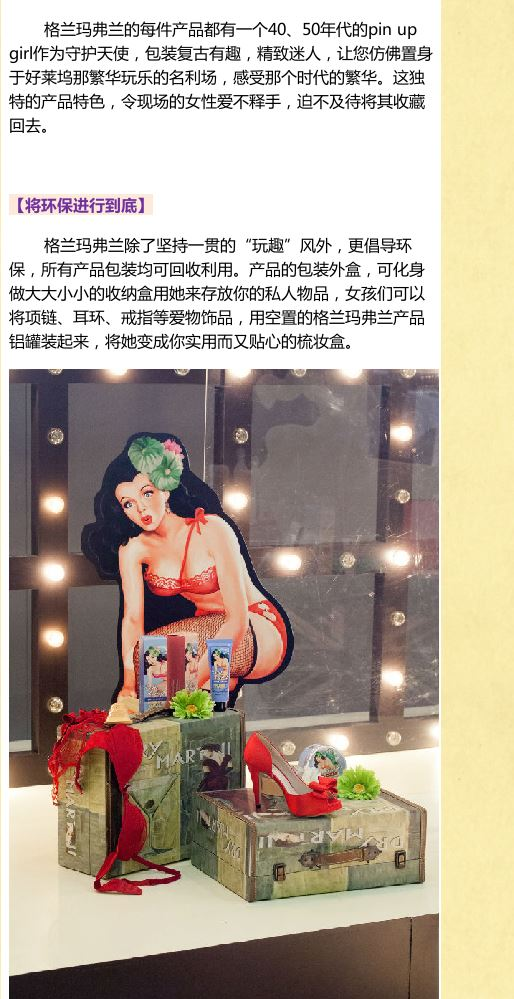 格兰玛弗兰的每件产品都有一个40、50年代的pin up
girl作为守护天使，包装复古有趣，精致迷人，让您仿佛置身
于好莱坞那繁华玩乐的名利场，感受那个时代的繁华。这独
特的产品特色，令现场的女性爱不释手，迫不及待将其收藏
回去。
【将环保进行到底】
格兰玛弗兰除了坚持一贯的“玩趣”风外，更倡导环
保，所有产品包装均可回收利用。产品的包装外盒，可化身
做大大小小的收纳盒用她来存放你的私人物品，女孩们可以
将项链、耳环、戒指等爱物饰品，用空置的格兰玛弗兰产品
铝罐装起来，将她变成你实用而又贴心的梳妆盒。
DRY
MARTINI
DRY
MARTINI